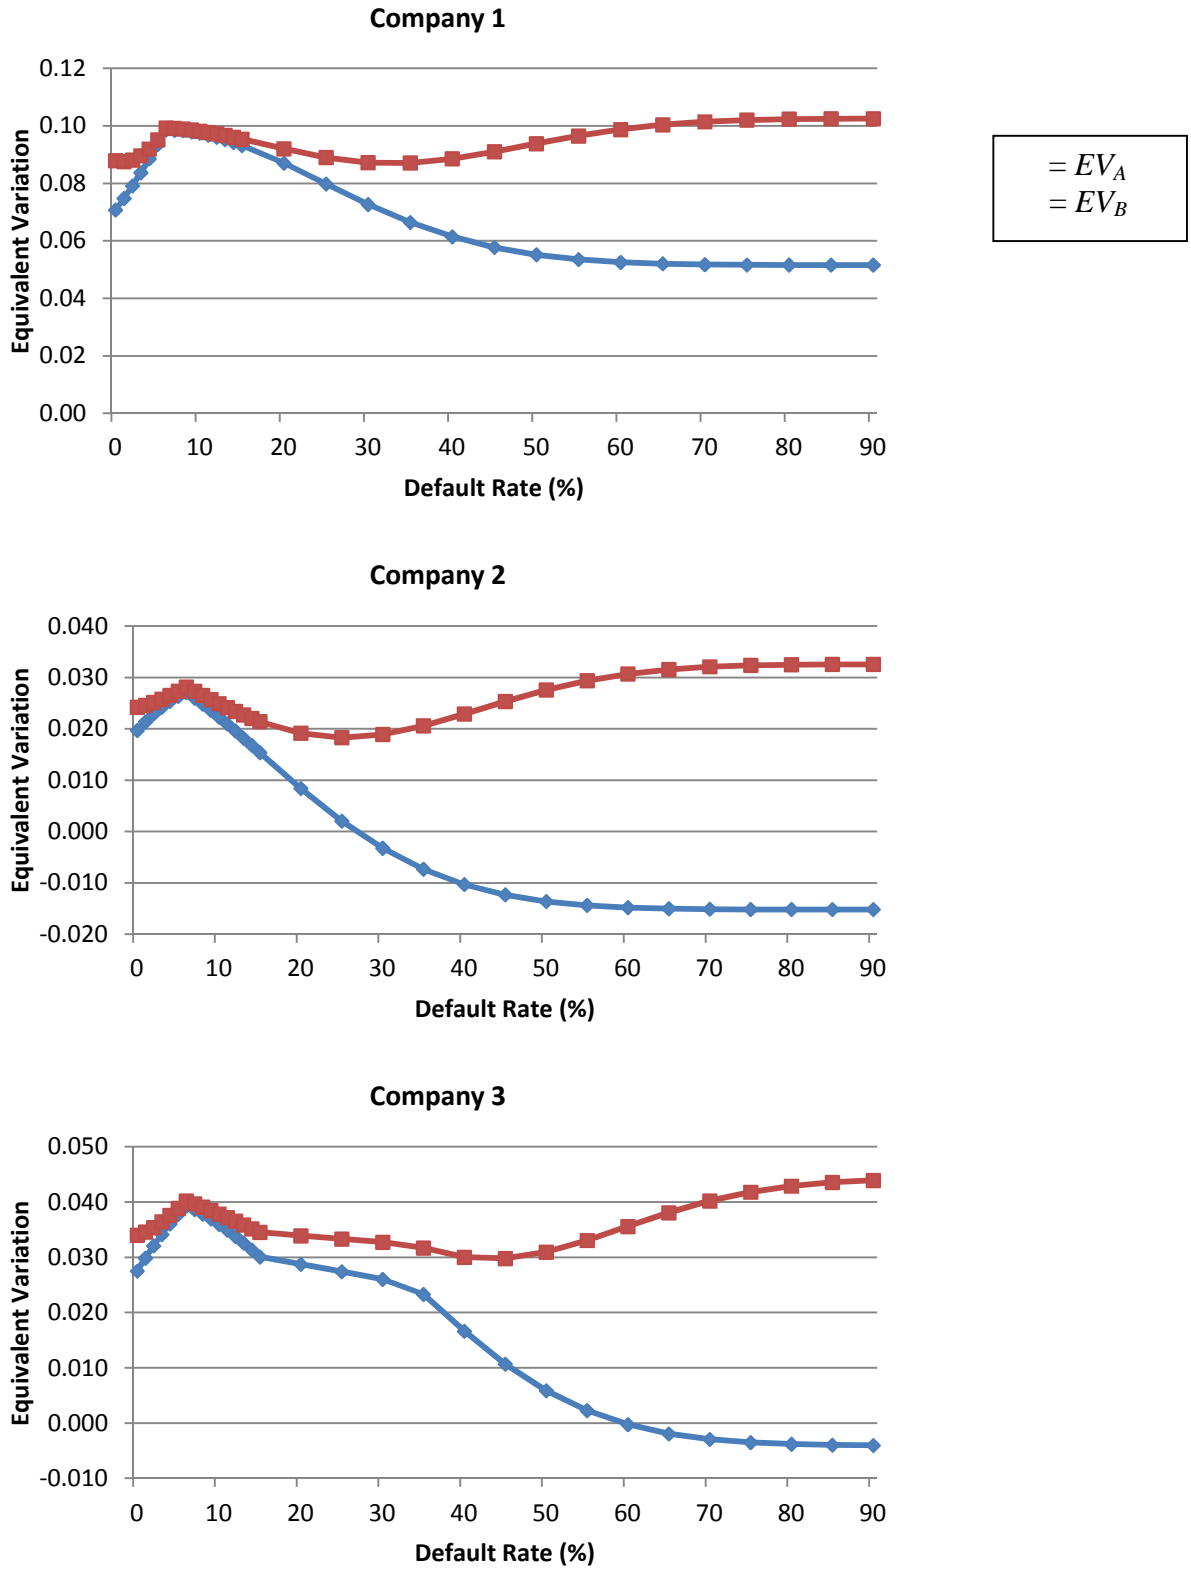 Company 1
Equivalent Variation
0.12
0.10
0.08
0.06
0.04
0.02
0.00
0 10 20 30 40 50 60 70 80 90
Default Rate (%)
= EV_A
= EV_B
Company 2
Equivalent Variation
0.040
0.030
0.020
0.010
0.000
-0.010
-0.020
0 10 20 30 40 50 60 70 80 90
Default Rate (%)
Company 3
Equivalent Variation
0.050
0.040
0.030
0.020
0.010
0.000
-0.010
0 10 20 30 40 50 60 70 80 90
Default Rate (%)